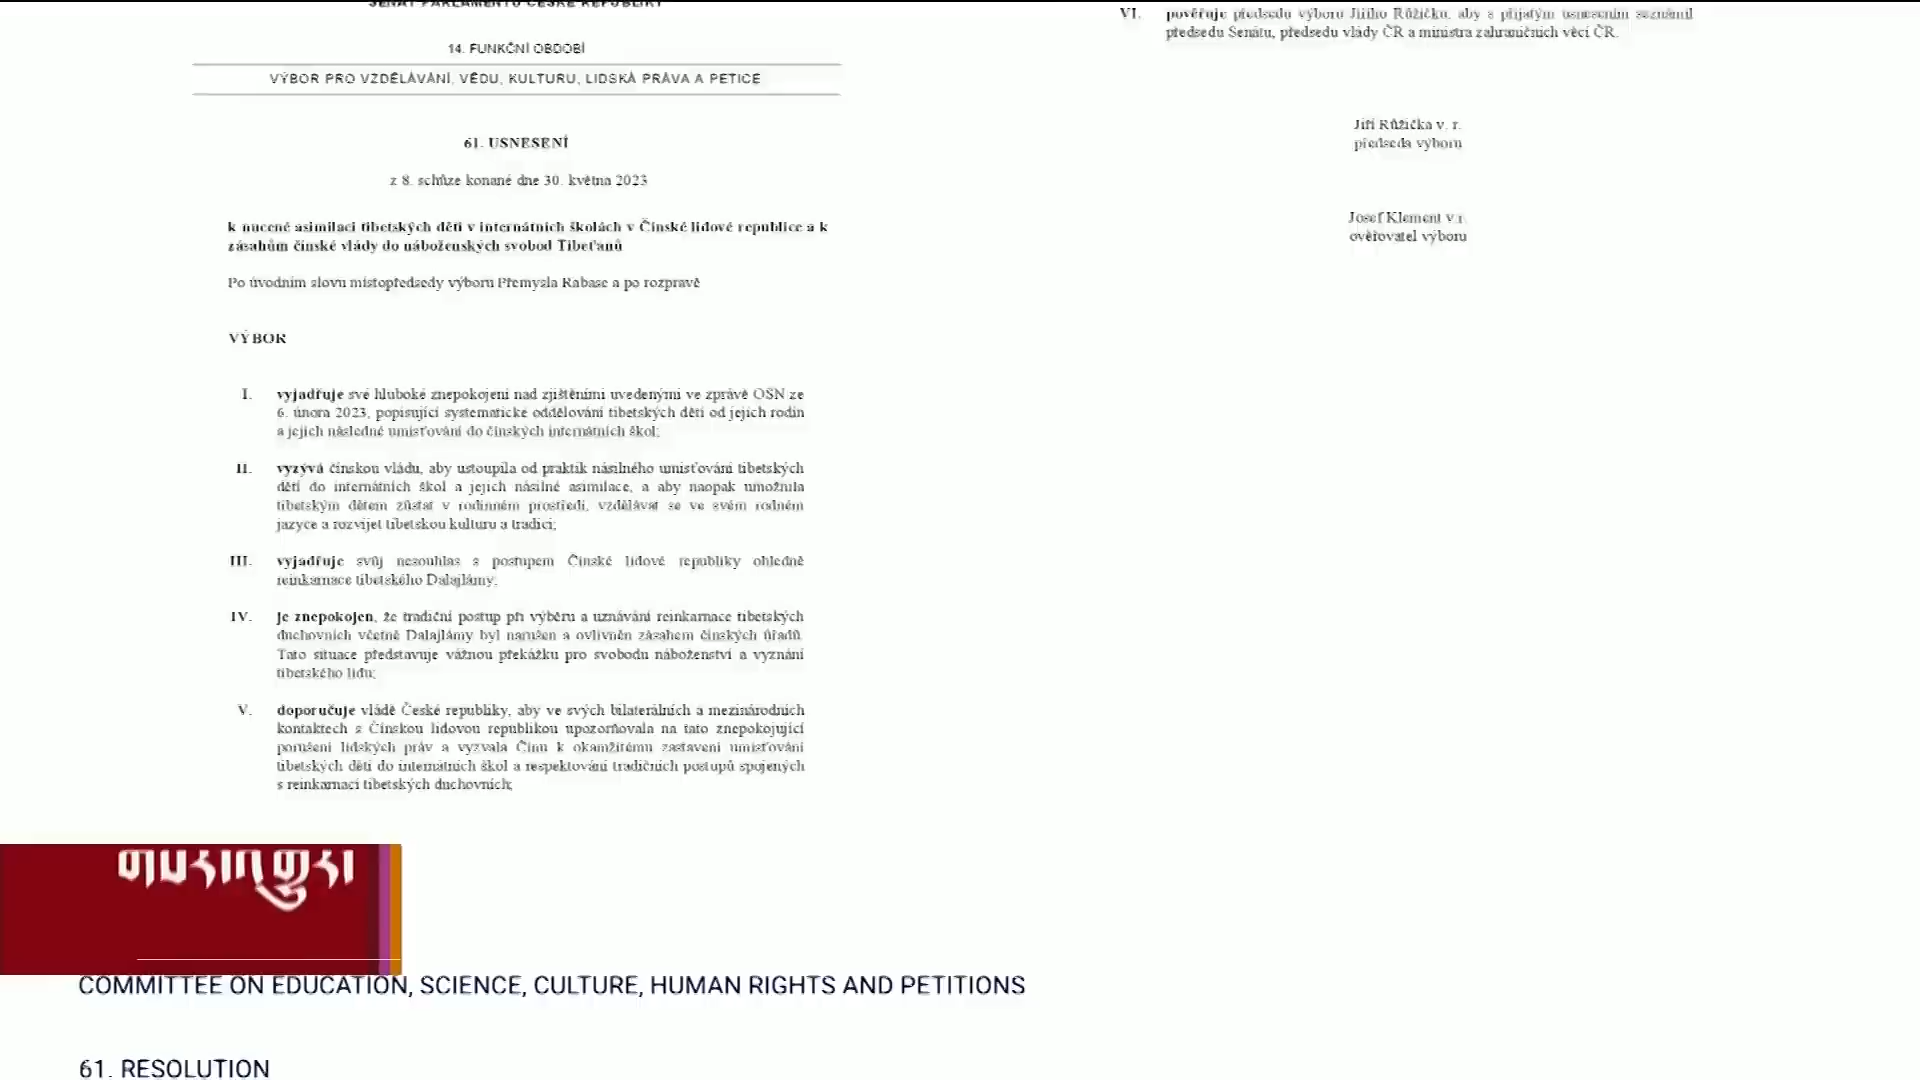 SENÁT PARLAMENTU ČESKÉ REPUBLIKY
14. FUNKČNÍ OBDOBÍ
VÝBOR PRO VZDĚLÁVÁNÍ, VĚDU, KULTURU, LIDSKÁ PRÁVA A PETICE
61. USNESENÍ
z 8. schůze konané dne 30. května 2023
k nucené asimilaci tibetských dětí v internátních školách v Čínské lidové republice a k
zásahům čínské vlády do náboženských svobod Tibeťanů
Po úvodním slovu místopředsedy výboru Přemysla Rabase a po rozpravě
VÝBOR
I. vyjadřuje své hluboké znepokojení nad zjištěními uvedenými ve zprávě OSN ze
6. února 2023, popisující systematické oddělování tibetských dětí od jejich rodin
a jejich následné umisťování do čínských internátních škol;
II. vyzývá čínskou vládu, aby ustoupila od praktik násilného umisťování tibetských
dětí do internátních škol a jejich násilné asimilace, a aby naopak umožnila
tibetským dětem zůstat v rodinném prostředí, vzdělávat se ve svém rodném
jazyce a rozvíjet tibetskou kulturu a tradici;
III. vyjadřuje svůj nesouhlas s postupem Čínské lidové republiky ohledně
reinkarnace tibetského Dalajlámy;
IV. je znepokojen, že tradiční postup při výběru a uznávání reinkarnace tibetských
duchovních včetně Dalajlámy byl narušen a ovlivněn zásahem čínských úřadů.
Tato situace představuje vážnou překážku pro svobodu náboženství a vyznání
tibetského lidu;
V. doporučuje vládě České republiky, aby ve svých bilaterálních a mezinárodních
kontaktech s Čínskou lidovou republikou upozorňovala na tato znepokojující
porušení lidských práv a vyzvala Čínu k okamžitému zastavení umisťování
tibetských dětí do internátních škol a respektování tradičních postupů spojených
s reinkarnací tibetských duchovních;
VI. pověřuje předsedu výboru Jiřího Růžičku, aby s přijatým usnesením seznámil
předsedu Senátu, předsedu vlády ČR a ministra zahraničních věcí ČR.
Jiří Růžička v. r.
předseda výboru
Josef Klement v.r.
ověřovatel výboru
COMMITTEE ON EDUCATION, SCIENCE, CULTURE, HUMAN RIGHTS AND PETITIONS
61. RESOLUTION